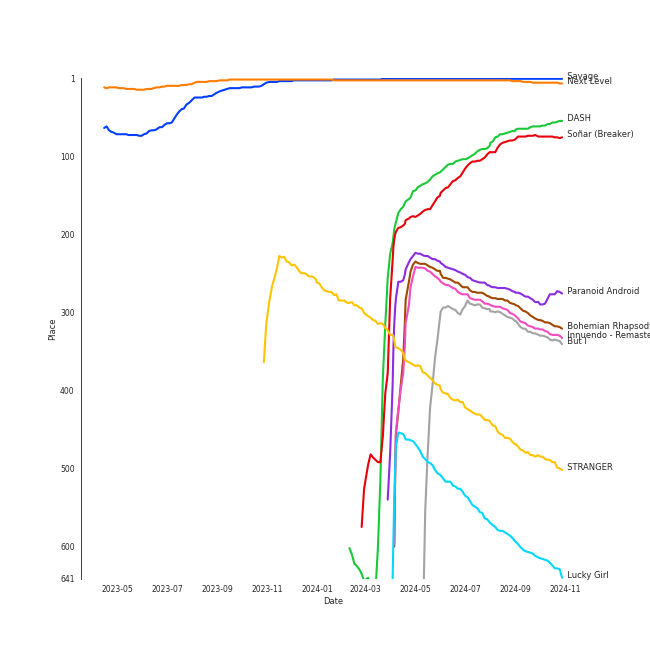 1
100
200
300
400
500
600
641
Place
2023-05
2023-07
2023-09
2023-11
2024-01
2024-03
2024-05
2024-07
2024-09
2024-11
Date
Savage
Next Level
DASH
Soñar (Breaker)
Paranoid Android
Bohemian Rhapsody
Innuendo - Remaste
But I
STRANGER
Lucky Girl